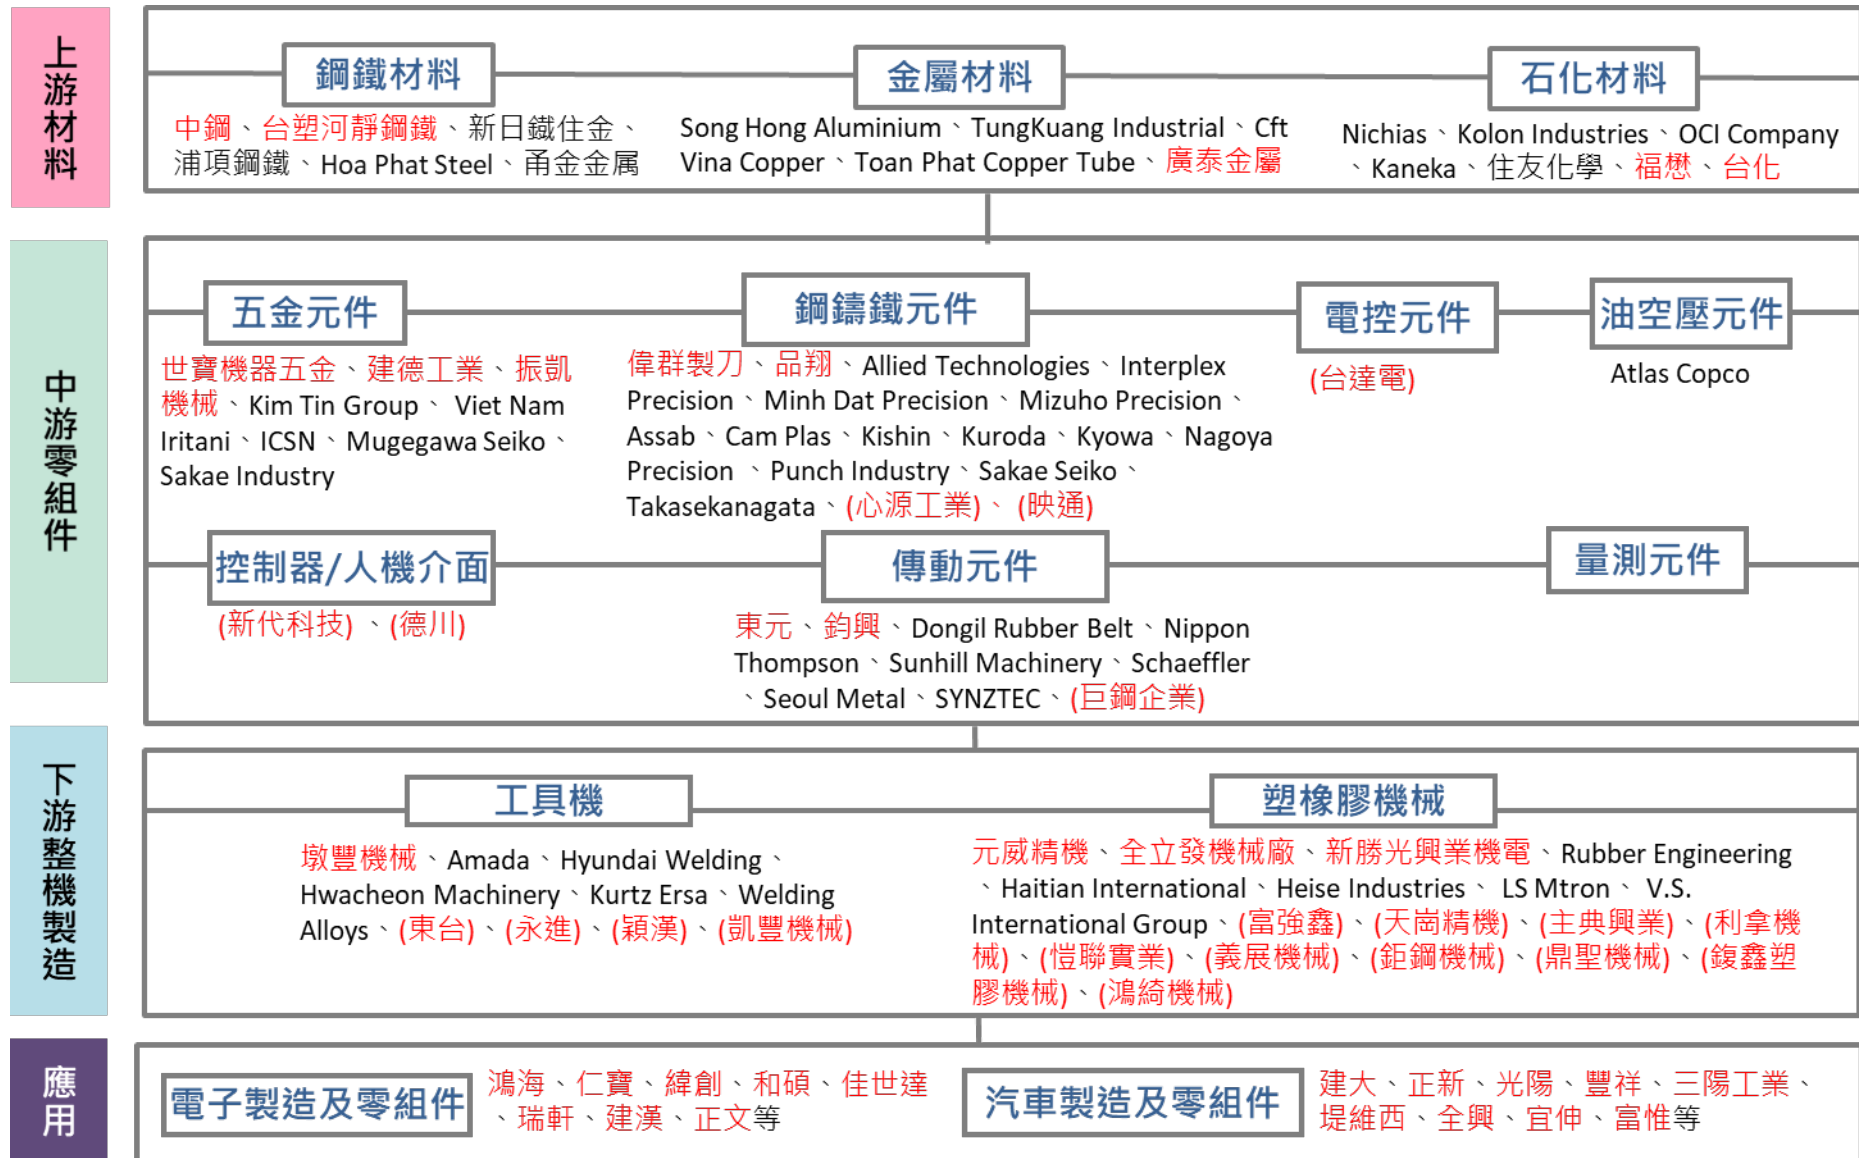 上游材料
鋼鐵材料
中鋼、台塑河靜鋼鐵、新日鐵住金、
浦項鋼鐵、Hoa Phat Steel、甬金金属
金屬材料
Song Hong Aluminium、TungKuang Industrial、Cft
Vina Copper、Toan Phat Copper Tube、廣泰金屬
石化材料
Nichias、Kolon Industries、OCI Company
、Kaneka、住友化學、福懋、台化
中游零組件
五金元件
世寶機器五金、建德工業、振凱
機械、Kim Tin Group、Viet Nam
Iritani、ICSN、Mugegawa Seiko、
Sakae Industry
鋼鑄鐵元件
偉群製刀、品翔、Allied Technologies、Interplex
Precision、Minh Dat Precision、Mizuho Precision、
Assab、Cam Plas、Kishin、Kuroda、Kyowa、Nagoya
Precision、Punch Industry、Sakae Seiko、
Takasekanagata、(心源工業)、(映通)
電控元件
(台達電)
油空壓元件
Atlas Copco
控制器/人機介面
(新代科技)、(德川)
傳動元件
東元、鈞興、Dongil Rubber Belt、Nippon
Thompson、Sunhill Machinery、Schaeffler
、Seoul Metal、SYNZTEC、(巨鋼企業)
量測元件
下游整機製造
工具機
墩豐機械、Amada、Hyundai Welding、
Hwacheon Machinery、Kurtz Ersa、Welding
Alloys、(東台)、(永進)、(穎漢)、(凱豐機械)
塑橡膠機械
元威精機、全立發機械廠、新勝光興業機電、Rubber Engineering
、Haitian International、Heise Industries、LS Mtron、V.S.
International Group、(富強鑫)、(天崗精機)、(主典興業)、(利拿機
械)、(愷聯實業)、(義展機械)、(鉅鋼機械)、(鼎聖機械)、(鍑鑫塑
膠機械)、(鴻綺機械)
應用
電子製造及零組件
鴻海、仁寶、緯創、和碩、佳世達
、瑞軒、建漢、正文等
汽車製造及零組件
建大、正新、光陽、豐祥、三陽工業、
堤維西、全興、宜伸、富惟等